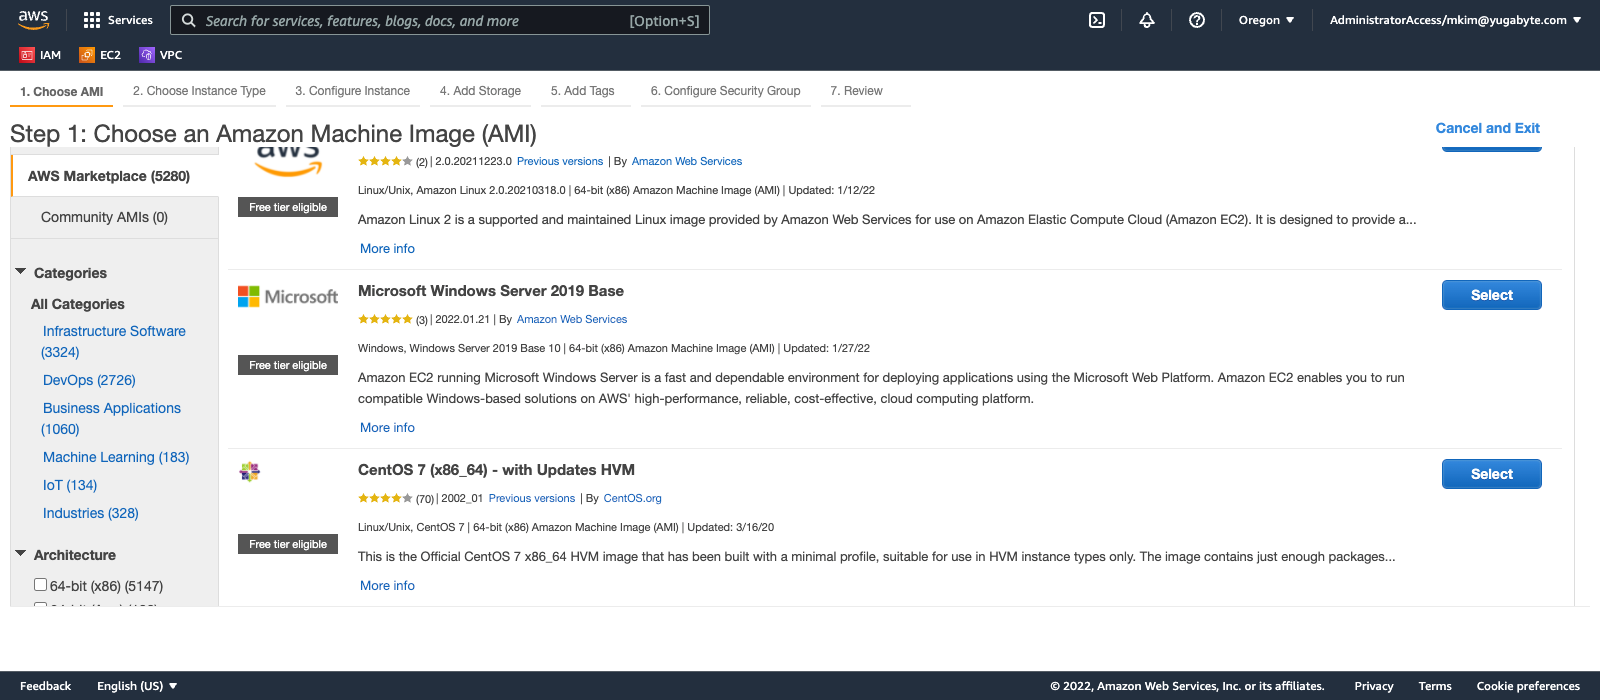 aws
Services
Search for services, features, blogs, docs, and more
[Option+S]
Oregon
AdministratorAccess/mkim@yugabyte.com
IAM
EC2
VPC
1. Choose AMI
2. Choose Instance Type
3. Configure Instance
4. Add Storage
5. Add Tags
6. Configure Security Group
7. Review
Step 1: Choose an Amazon Machine Image (AMI)
Cancel and Exit
AWS Marketplace (5280)
Community AMIs (0)
Categories
All Categories
Infrastructure Software
(3324)
DevOps (2726)
Business Applications
(1060)
Machine Learning (183)
IoT (134)
Industries (328)
Architecture
64-bit (x86) (5147)
aws
Free tier eligible
(2) | 2.0.20211223.0 Previous versions | By Amazon Web Services
Linux/Unix, Amazon Linux 2.0.20210318.0 | 64-bit (x86) Amazon Machine Image (AMI) | Updated: 1/12/22
Amazon Linux 2 is a supported and maintained Linux image provided by Amazon Web Services for use on Amazon Elastic Compute Cloud (Amazon EC2). It is designed to provide a...
More info
Microsoft
Free tier eligible
Microsoft Windows Server 2019 Base
(3) | 2022.01.21 | By Amazon Web Services
Windows, Windows Server 2019 Base 10 | 64-bit (x86) Amazon Machine Image (AMI) | Updated: 1/27/22
Amazon EC2 running Microsoft Windows Server is a fast and dependable environment for deploying applications using the Microsoft Web Platform. Amazon EC2 enables you to run
compatible Windows-based solutions on AWS' high-performance, reliable, cost-effective, cloud computing platform.
More info
Select
Free tier eligible
CentOS 7 (x86_64) - with Updates HVM
(70) | 2002_01 Previous versions | By CentOS.org
Linux/Unix, CentOS 7 | 64-bit (x86) Amazon Machine Image (AMI) | Updated: 3/16/20
This is the Official CentOS 7 x86_64 HVM image that has been built with a minimal profile, suitable for use in HVM instance types only. The image contains just enough packages...
More info
Select
Feedback
English (US)
© 2022, Amazon Web Services, Inc. or its affiliates.
Privacy
Terms
Cookie preferences